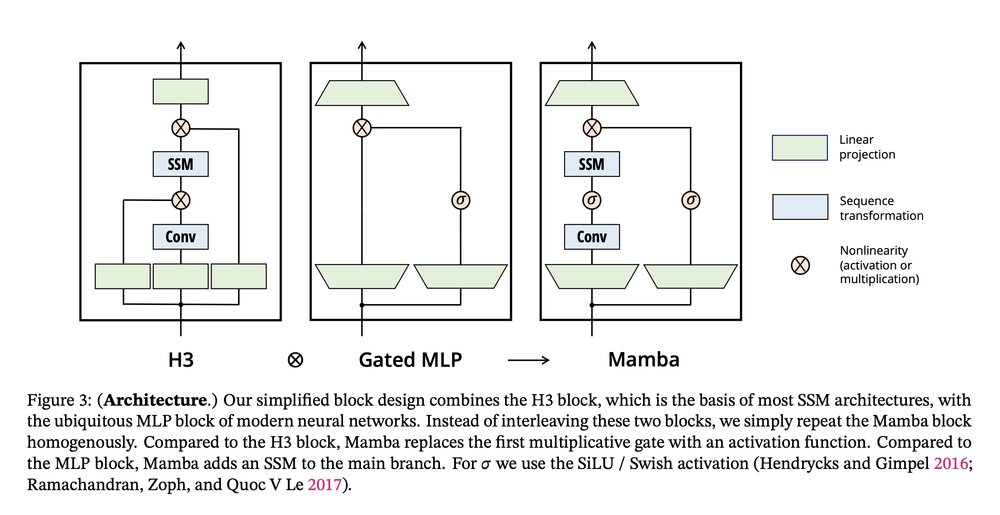 SSM
Conv
σ
SSM
σ
σ
Conv
Linear
projection
Sequence
transformation
Nonlinearity
(activation or
multiplication)
H3 ⊗ Gated MLP → Mamba
Figure 3: (Architecture.) Our simplified block design combines the H3 block, which is the basis of most SSM architectures, with
the ubiquitous MLP block of modern neural networks. Instead of interleaving these two blocks, we simply repeat the Mamba block
homogenously. Compared to the H3 block, Mamba replaces the first multiplicative gate with an activation function. Compared to
the MLP block, Mamba adds an SSM to the main branch. For σ we use the SiLU / Swish activation (Hendrycks and Gimpel 2016;
Ramachandran, Zoph, and Quoc V Le 2017).